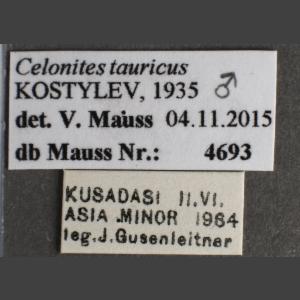 Celonites tauricus
KOSTYLEV, 1935 ♂
det. V. Mauss 04.11.2015
db Mauss Nr.: 4693
KUSADASI 11.VI.
ASIA MINOR 1964
leg.J.Gusenleitner